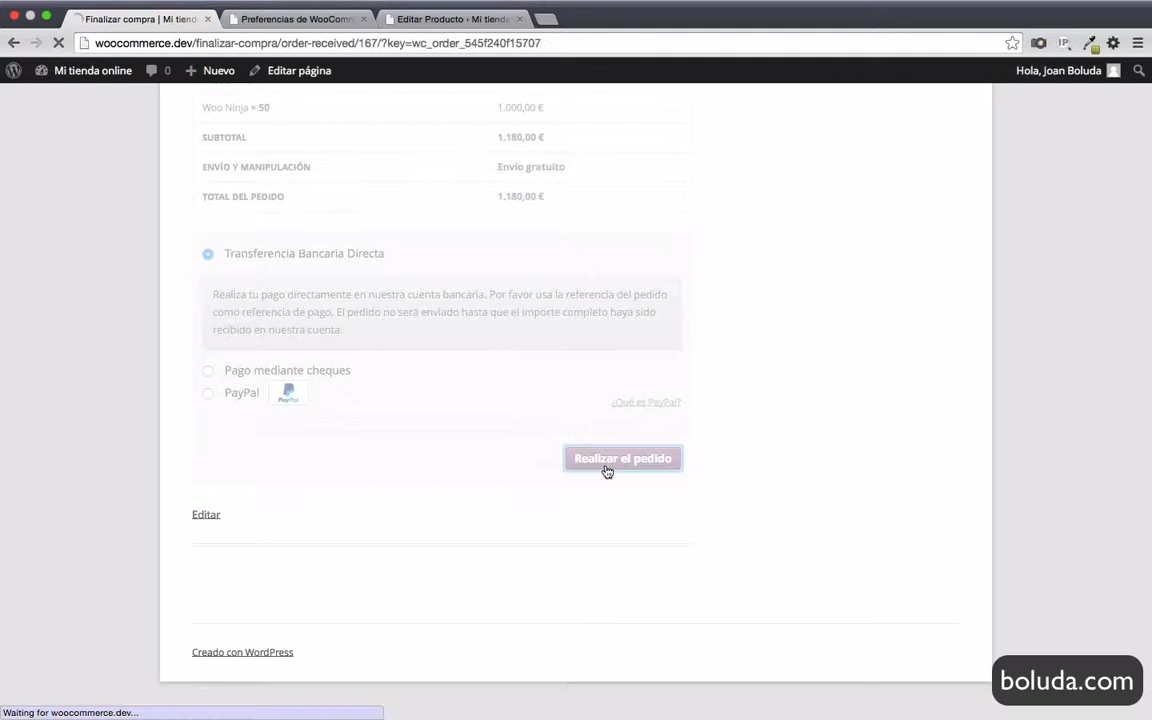 Finalizar compra | Mi tiend
Preferencias de WooComm
Editar Producto ‹ Mi tienda
woocommerce.dev/finalizar-compra/order-received/167/?key=wc_order_545f240f15707
IP
Mi tienda online
0
Nuevo
Editar página
Hola, Joan Boluda
Woo Ninja × 50 1.000,00 €
SUBTOTAL 1.180,00 €
ENVÍO Y MANIPULACIÓN Envío gratuito
TOTAL DEL PEDIDO 1.180,00 €
Transferencia Bancaria Directa
Realiza tu pago directamente en nuestra cuenta bancaria. Por favor usa la referencia del pedido
como referencia de pago. El pedido no será enviado hasta que el importe completo haya sido
recibido en nuestra cuenta.
Pago mediante cheques
PayPal
PayPal
¿Qué es PayPal?
Realizar el pedido
Editar
Creado con WordPress
boluda.com
Waiting for woocommerce.dev...